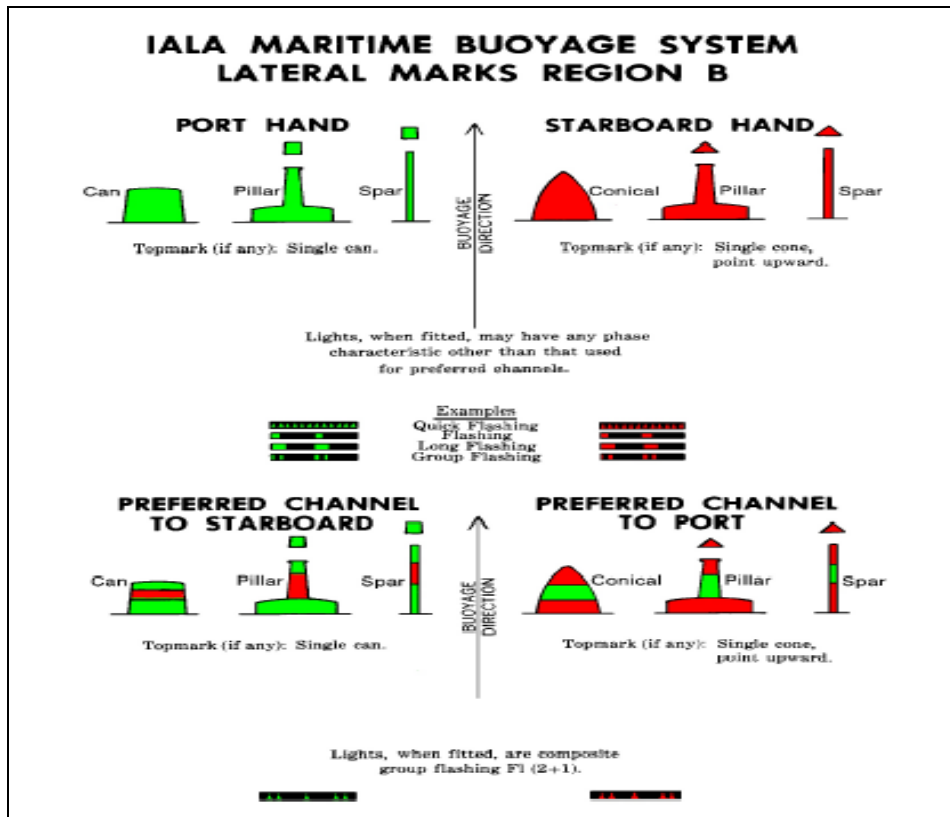 IALA MARITIME BUOYAGE SYSTEM
LATERAL MARKS REGION B
PORT HAND
STARBOARD HAND
Can
Pillar
Spar
BUOYAGE
DIRECTION
Conical
Pillar
Spar
Topmark (if any): Single can.
Topmark (if any): Single cone,
point upward.
Lights, when fitted, may have any phase
characteristic other than that used
for preferred channels.
Examples
Quick Flashing
Flashing
Long Flashing
Group Flashing
PREFERRED CHANNEL
TO STARBOARD
PREFERRED CHANNEL
TO PORT
Can
Pillar
Spar
BUOYAGE
DIRECTION
Conical
Pillar
Spar
Topmark (if any): Single can.
Topmark (if any): Single cone,
point upward.
Lights, when fitted, are composite
group flashing Fl (2+1).